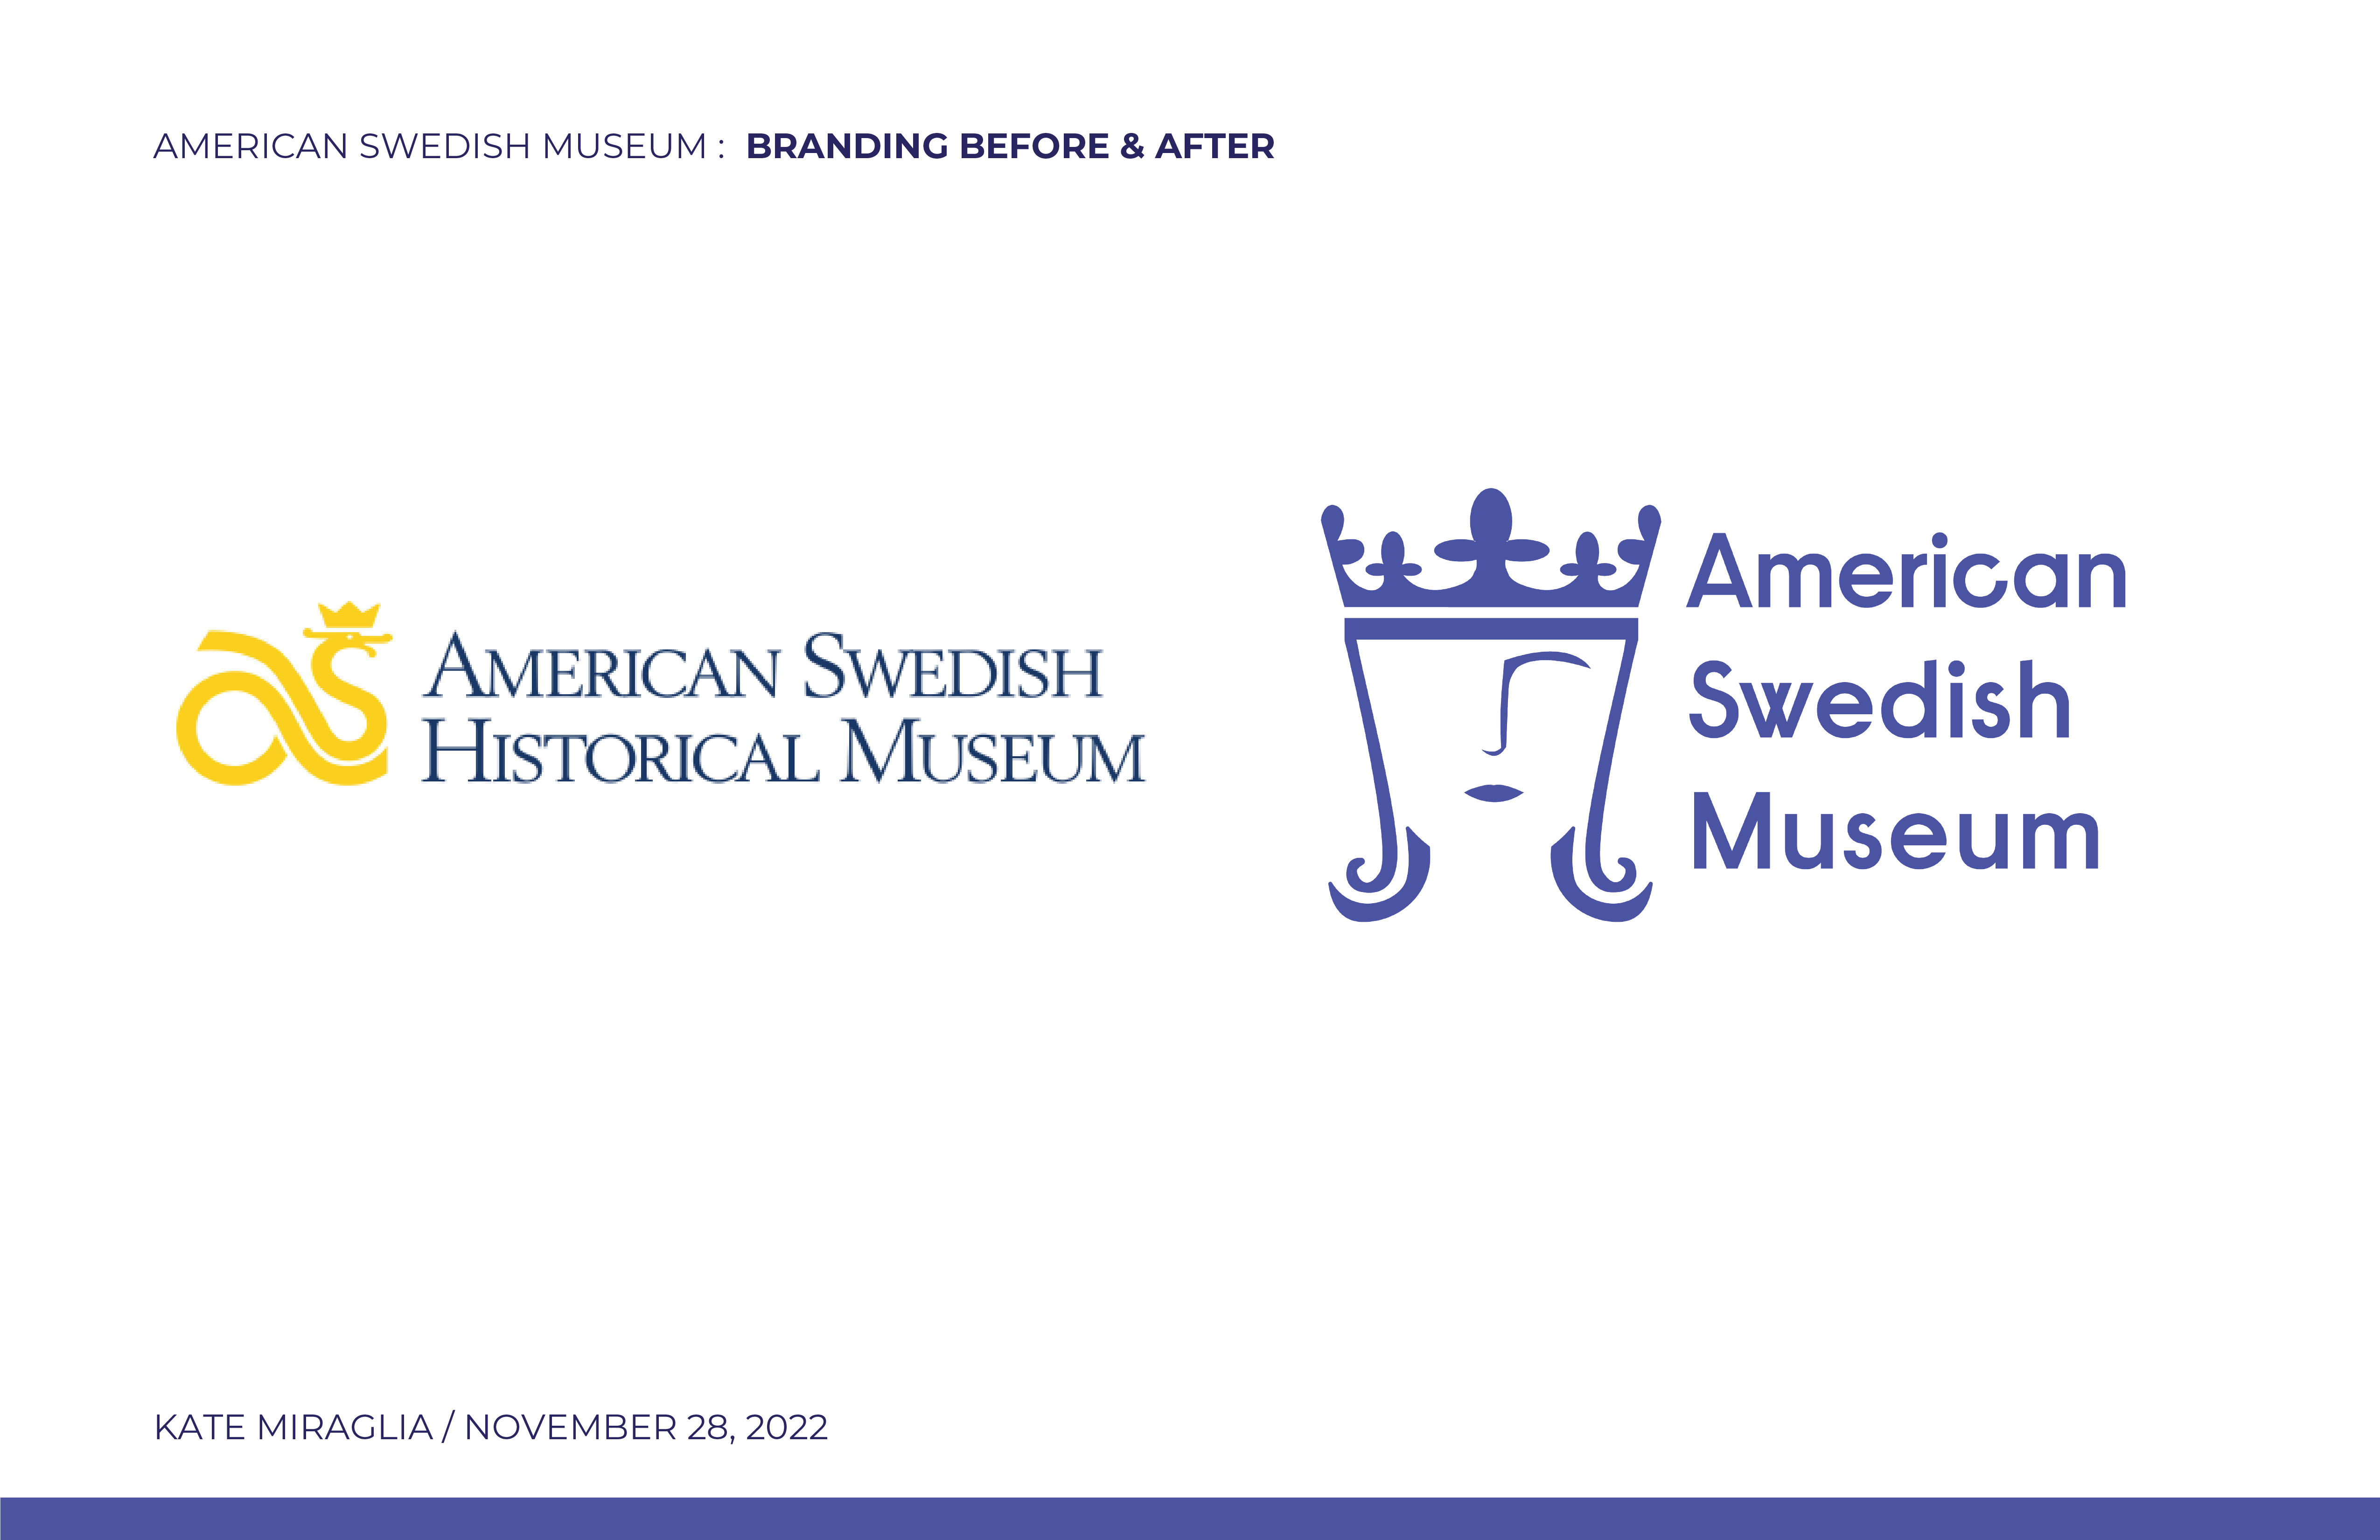 AMERICAN SWEDISH MUSEUM : BRANDING BEFORE & AFTER
AMERICAN SWEDISH
HISTORICAL MUSEUM
American
Swedish
Museum
KATE MIRAGLIA / NOVEMBER 28, 2022